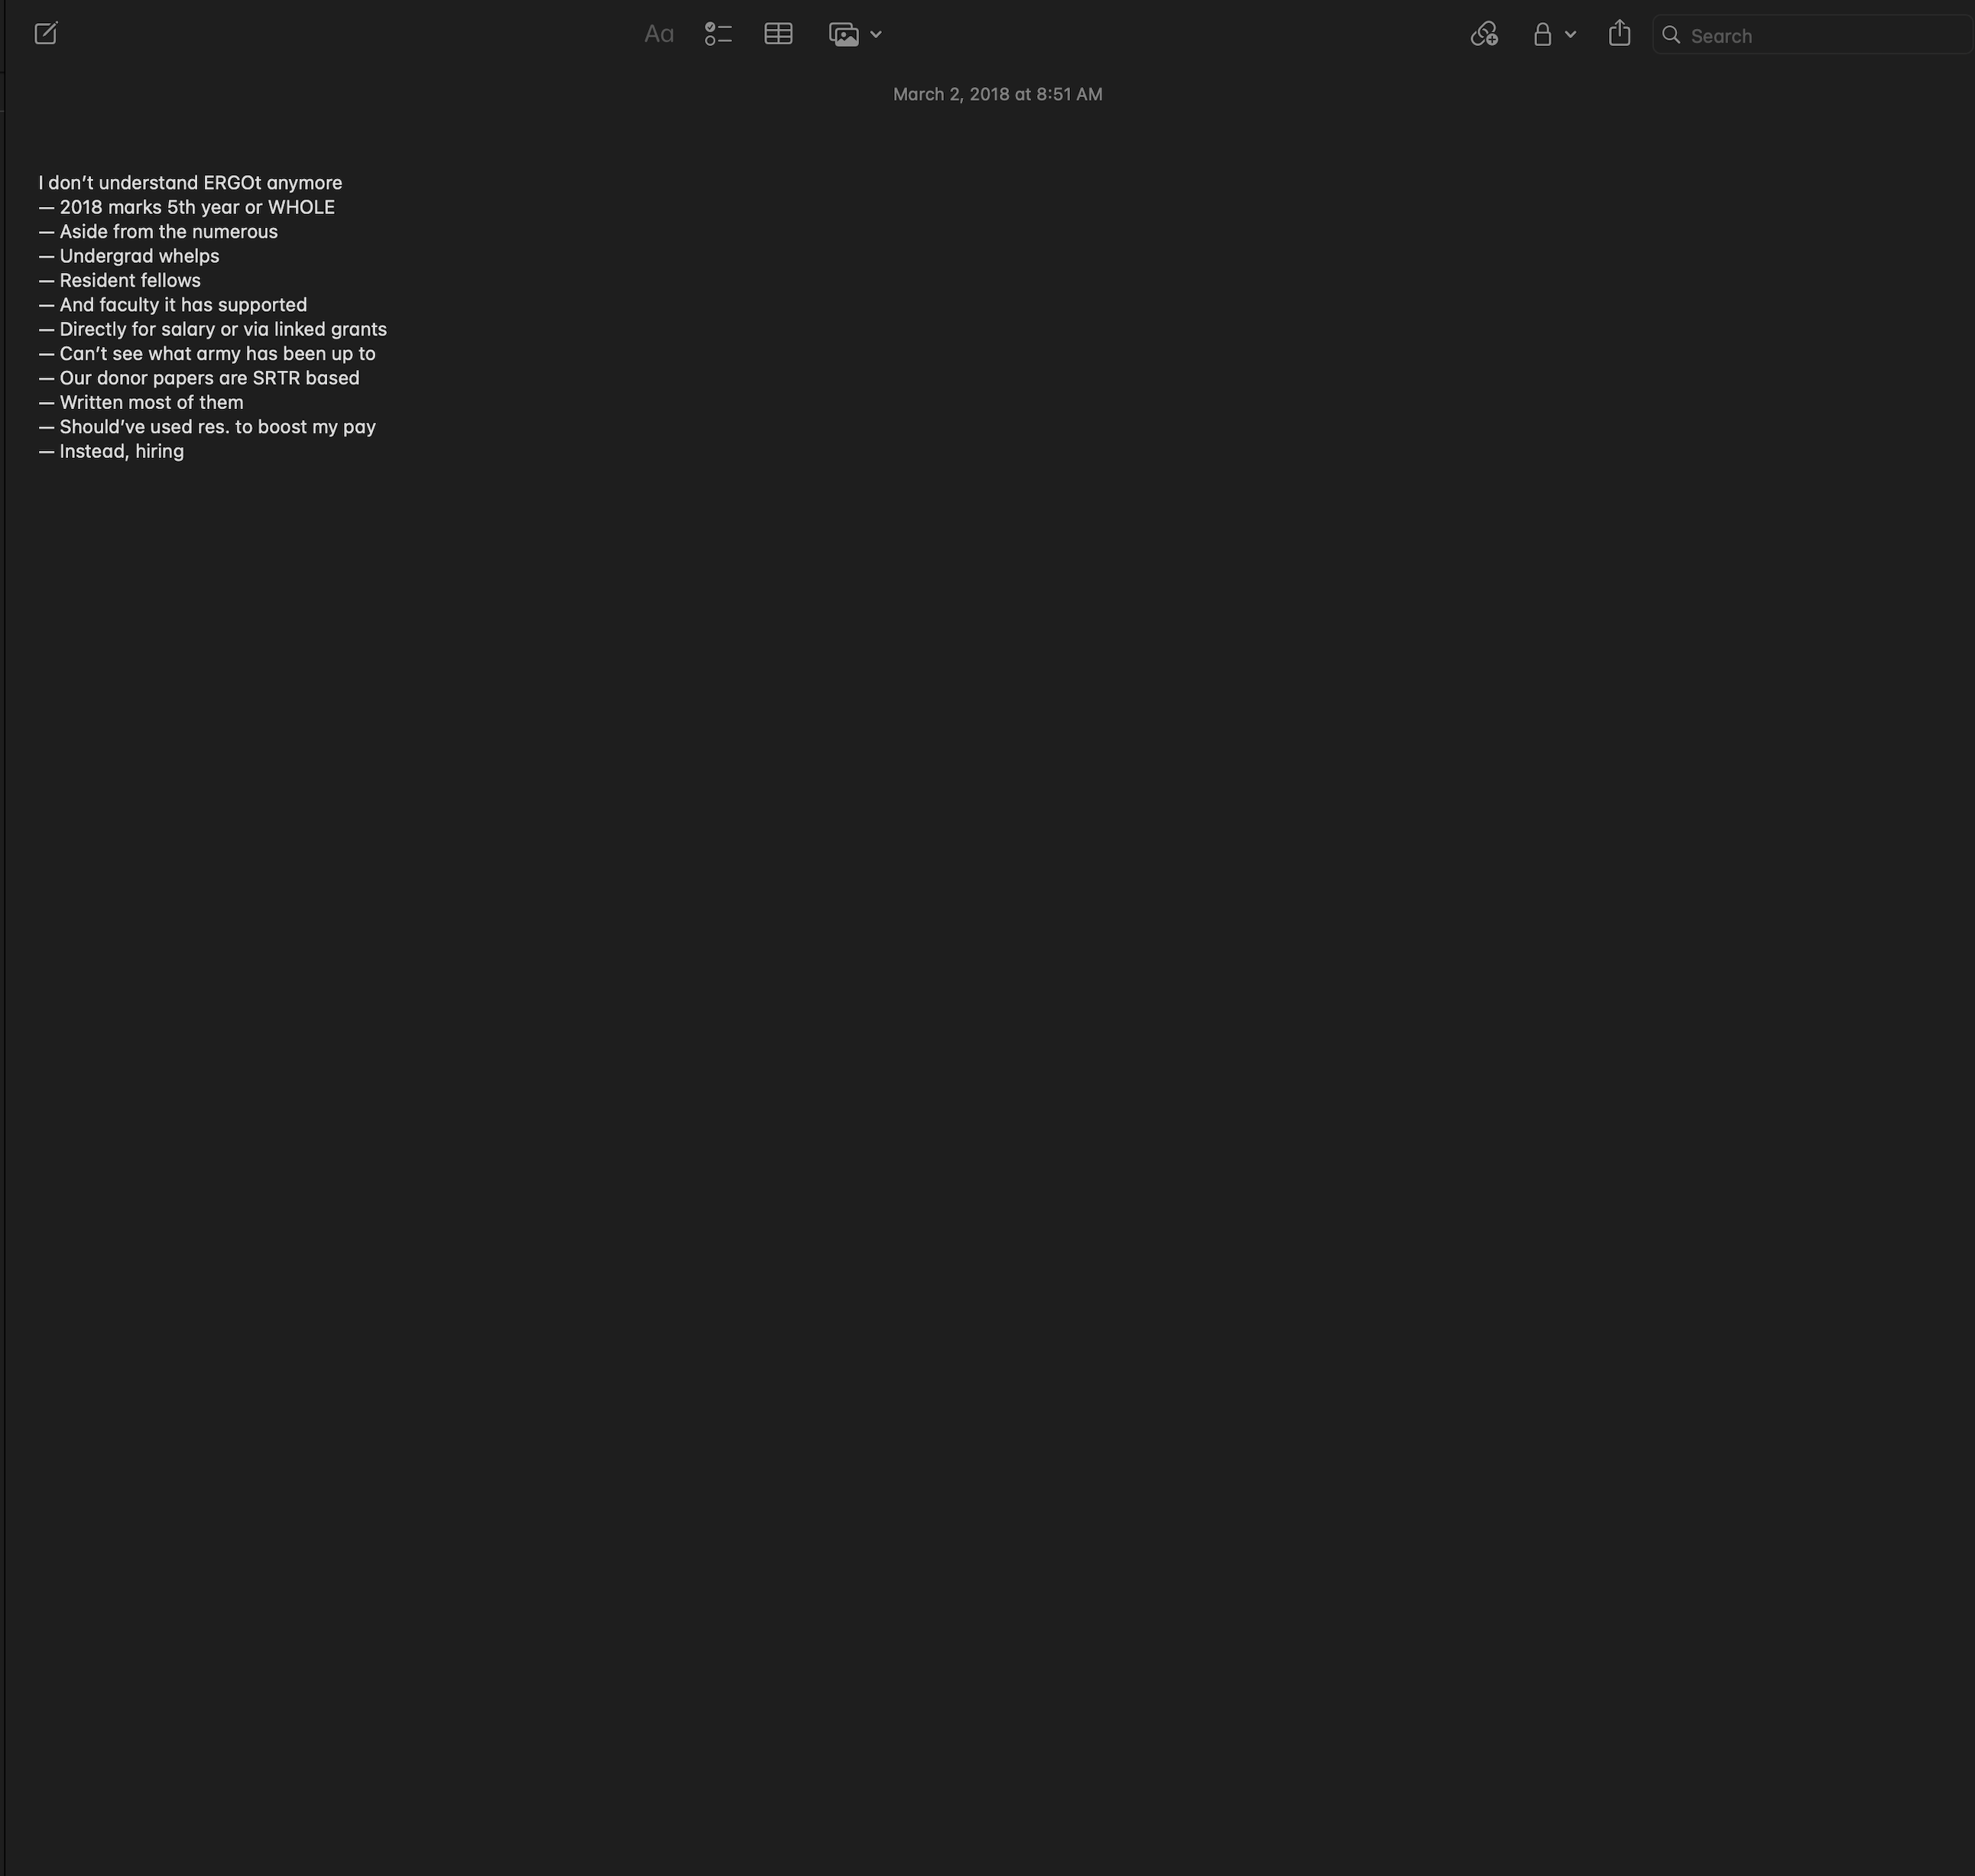 Aa
Search
March 2, 2018 at 8:51 AM
I don’t understand ERGOt anymore
— 2018 marks 5th year or WHOLE
— Aside from the numerous
— Undergrad whelps
— Resident fellows
— And faculty it has supported
— Directly for salary or via linked grants
— Can’t see what army has been up to
— Our donor papers are SRTR based
— Written most of them
— Should’ve used res. to boost my pay
— Instead, hiring